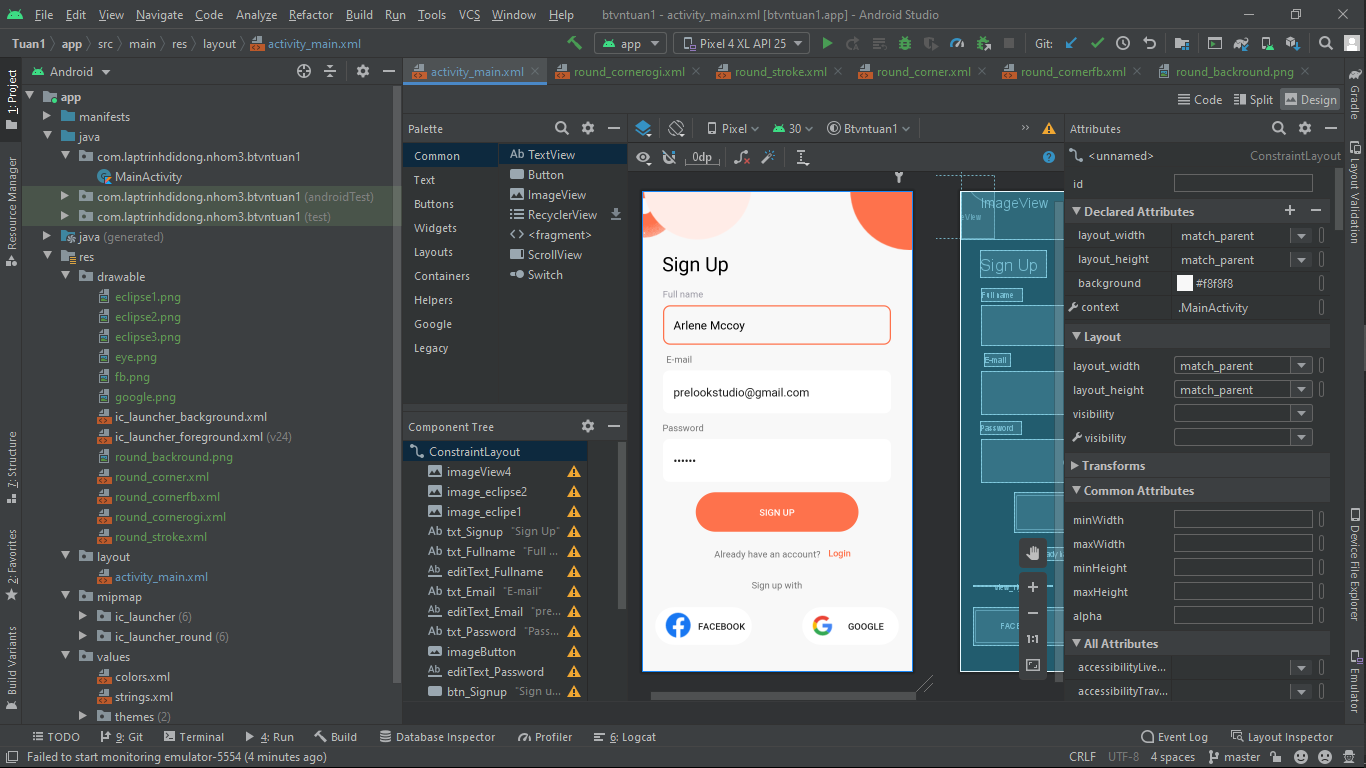 File Edit View Navigate Code Analyze Refactor Build Run Tools VCS Window Help btvntuan1 - activity_main.xml [btvntuan1.app] - Android Studio
Tuan1 app src main res layout activity_main.xml app Pixel 4 XL API 25 Git:
Android activity_main.xml round_cornerogi.xml round_stroke.xml round_corner.xml round_cornerfb.xml round_backround.png
Code Split Design
1: Project
Resource Manager
7: Structure
2: Favorites
Build Variants
app
manifests
java
com.laptrinhdidong.nhom3.btvntuan1
MainActivity
com.laptrinhdidong.nhom3.btvntuan1 (androidTest)
com.laptrinhdidong.nhom3.btvntuan1 (test)
java (generated)
res
drawable
eclipse1.png
eclipse2.png
eclipse3.png
eye.png
fb.png
google.png
ic_launcher_background.xml
ic_launcher_foreground.xml (v24)
round_backround.png
round_corner.xml
round_cornerfb.xml
round_cornerogi.xml
round_stroke.xml
layout
activity_main.xml
mipmap
ic_launcher (6)
ic_launcher_round (6)
values
colors.xml
strings.xml
themes (2)
Palette
Common
Text
Buttons
Widgets
Layouts
Containers
Helpers
Google
Legacy
Ab TextView
Button
ImageView
RecyclerView
<fragment>
ScrollView
Switch
Component Tree
ConstraintLayout
imageView4
image_eclipse2
image_eclipe1
Ab txt_Signup "Sign Up"
Ab txt_Fullname "Full ...
Ab editText_Fullname
Ab txt_Email "E-mail"
Ab editText_Email "pre...
Ab txt_Password "Pass...
imageButton
Ab editText_Password
btn_Signup "Sign u...
Pixel 30 Btvntuan1
0dp
Sign Up
Full name
Arlene Mccoy
E-mail
prelookstudio@gmail.com
Password
••••••
SIGN UP
Already have an account? Login
Sign up with
FACEBOOK GOOGLE
ImageView
eView
Sign Up
Full name
E-mail
Password
FACE
1:1
Attributes
<unnamed> ConstraintLayout
id
Declared Attributes
layout_width match_parent
layout_height match_parent
background #f8f8f8
context .MainActivity
Layout
layout_width match_parent
layout_height match_parent
visibility
visibility
Transforms
Common Attributes
minWidth
maxWidth
minHeight
maxHeight
alpha
All Attributes
accessibilityLive...
accessibilityTrav...
Gradle
Layout Validation
Device File Explorer
Emulator
TODO 9: Git Terminal 4: Run Build Database Inspector Profiler 6: Logcat Event Log Layout Inspector
Failed to start monitoring emulator-5554 (4 minutes ago) CRLF UTF-8 4 spaces master